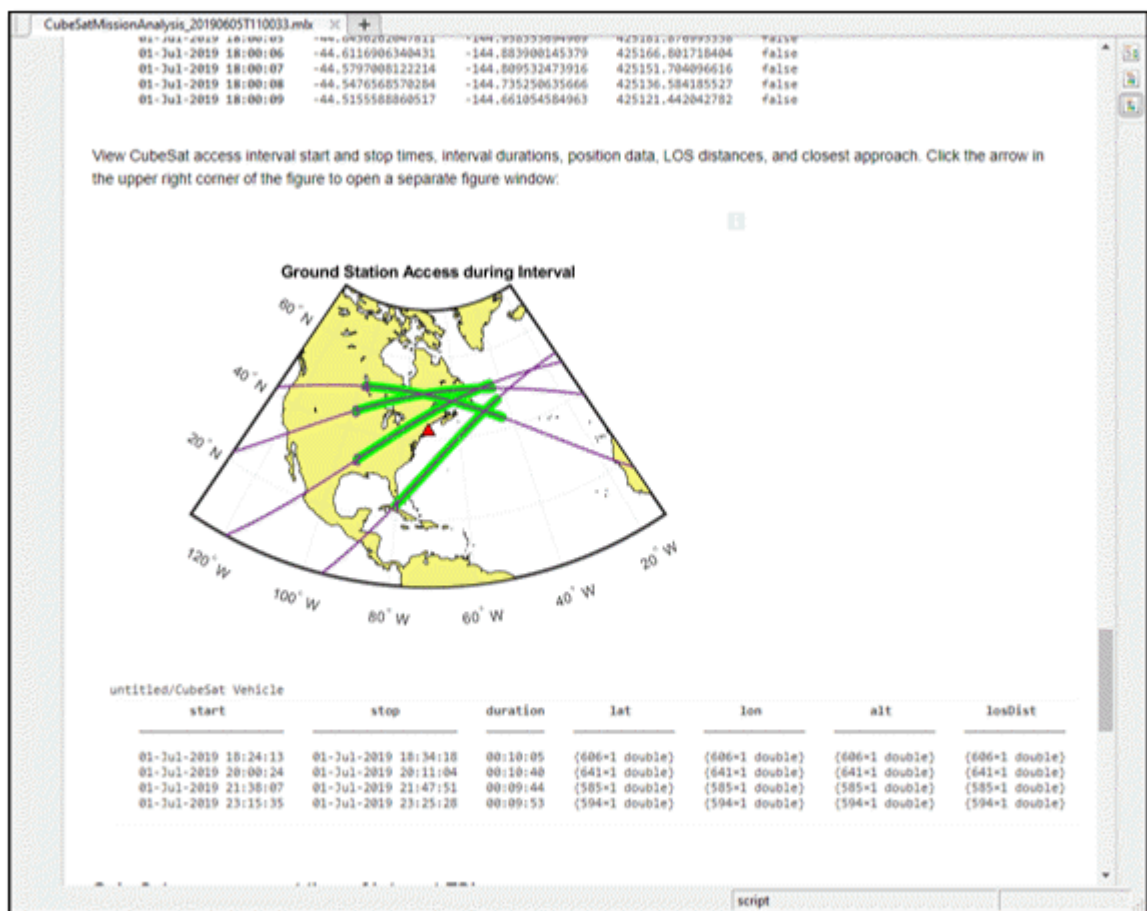 CubeSatMissionAnalysis_20190605T110033.mlx
01-Jul-2019 18:00:05 false
01-Jul-2019 18:00:06 -44.6116906340431 -144.883900145379 425166.801718404 false
01-Jul-2019 18:00:07 -44.5797008122214 -144.809532473916 425151.704096616 false
01-Jul-2019 18:00:08 -44.5476568570284 -144.735250635666 425136.584185527 false
01-Jul-2019 18:00:09 -44.5155588860517 -144.661054584963 425121.442042782 false
View CubeSat access interval start and stop times, interval durations, position data, LOS distances, and closest approach. Click the arrow in
the upper right corner of the figure to open a separate figure window:
Ground Station Access during Interval
60° N
40° N
20° N
120° W
100° W
80° W
60° W
40° W
20° W
untitled/CubeSat Vehicle
start stop duration lat lon alt losDist
01-Jul-2019 18:24:13 01-Jul-2019 18:34:18 00:10:05 {606×1 double} {606×1 double} {606×1 double} {606×1 double}
01-Jul-2019 20:00:24 01-Jul-2019 20:11:04 00:10:40 {641×1 double} {641×1 double} {641×1 double} {641×1 double}
01-Jul-2019 21:38:07 01-Jul-2019 21:47:51 00:09:44 {585×1 double} {585×1 double} {585×1 double} {585×1 double}
01-Jul-2019 23:15:35 01-Jul-2019 23:25:28 00:09:53 {594×1 double} {594×1 double} {594×1 double} {594×1 double}
script